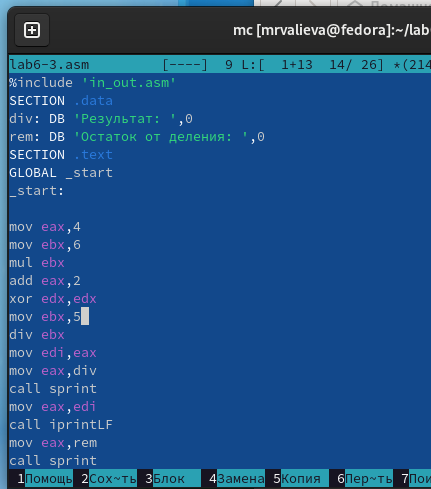 mc [mrvalieva@fedora]:~/lab
lab6-3.asm [----] 9 L:[ 1+13 14/ 26] *(214
%include 'in_out.asm'
SECTION .data
div: DB 'Результат: ',0
rem: DB 'Остаток от деления: ',0
SECTION .text
GLOBAL _start
_start:
mov eax,4
mov ebx,6
mul ebx
add eax,2
xor edx,edx
mov ebx,5
div ebx
mov edi,eax
mov eax,div
call sprint
mov eax,edi
call iprintLF
mov eax,rem
call sprint
1Помощь 2Сох~ть 3Блок 4Замена 5Копия 6Пер~ть 7Пои